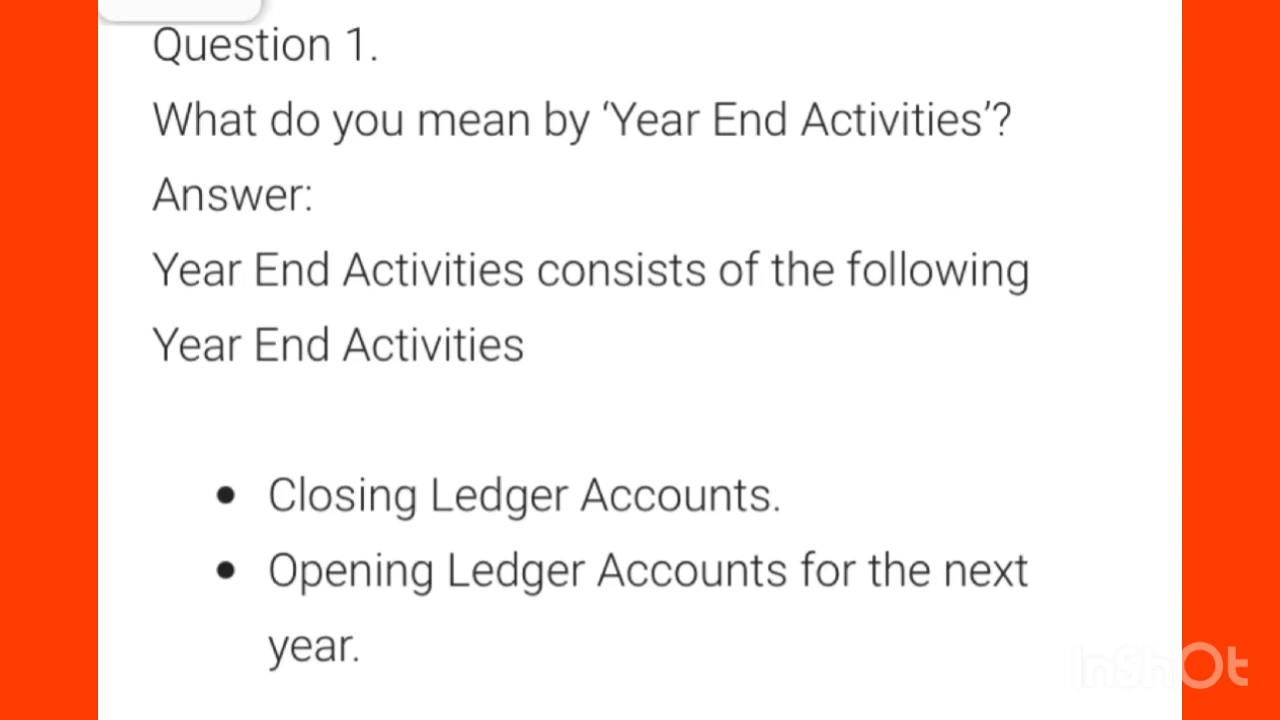 Question 1.
What do you mean by ‘Year End Activities’?
Answer:
Year End Activities consists of the following
Year End Activities
• Closing Ledger Accounts.
• Opening Ledger Accounts for the next
year.
InShOt